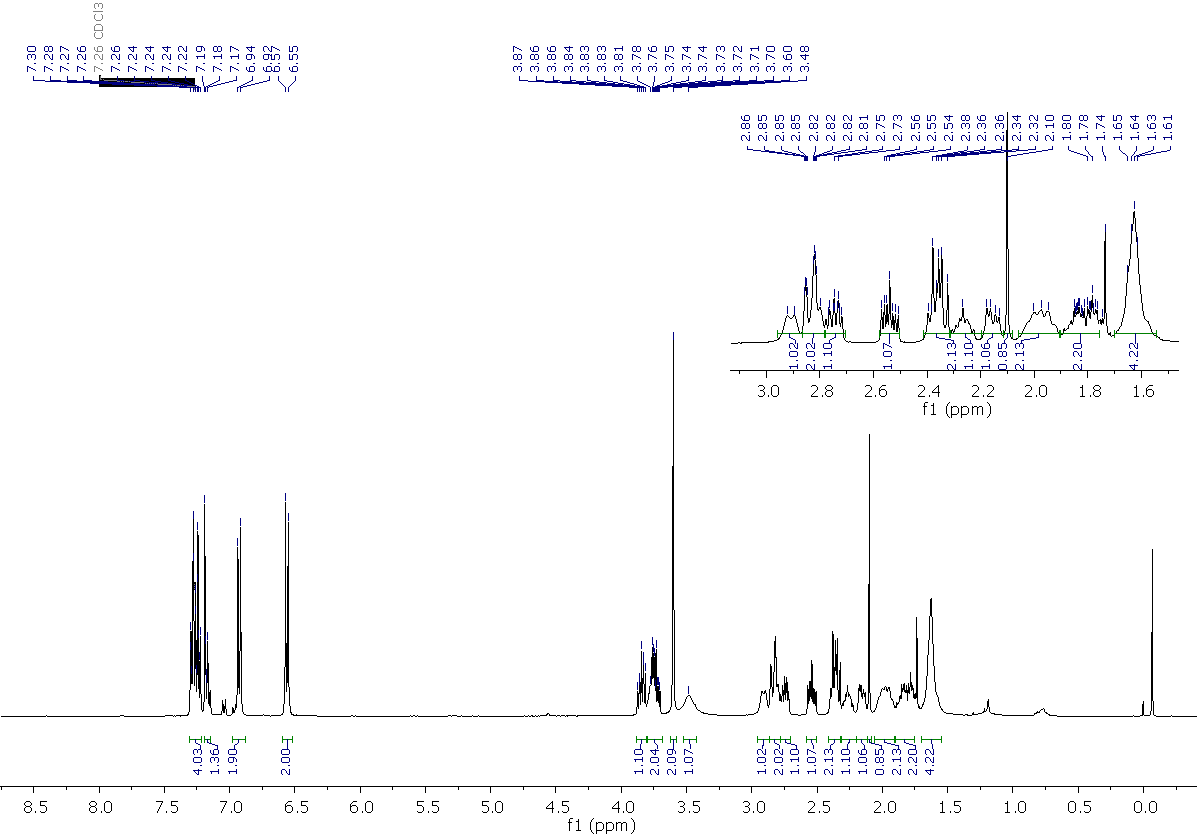 7.30 7.28 7.27 7.26 7.26 CDCl3 7.26 7.24 7.24 7.24 7.22 7.19 7.18 7.17 6.94 6.92 6.57 6.55
3.87 3.86 3.86 3.84 3.83 3.83 3.81 3.78 3.76 3.75 3.74 3.74 3.73 3.72 3.71 3.70 3.60 3.48
2.86 2.85 2.85 2.85 2.82 2.82 2.82 2.81 2.75 2.73 2.56 2.55 2.54 2.38 2.36 2.36 2.34 2.32 2.10 1.80 1.78 1.74 1.65 1.64 1.63 1.61
1.02 2.02 1.10 1.07 2.13 1.10 1.06 0.85 2.13 2.20 4.22
3.0 2.8 2.6 2.4 2.2 2.0 1.8 1.6
f1 (ppm)
4.03 1.36 1.90 2.00 1.10 2.04 2.09 1.07 1.02 2.02 1.10 1.07 2.13 1.10 1.06 0.85 2.13 2.20 4.22
8.5 8.0 7.5 7.0 6.5 6.0 5.5 5.0 4.5 4.0 3.5 3.0 2.5 2.0 1.5 1.0 0.5 0.0
f1 (ppm)